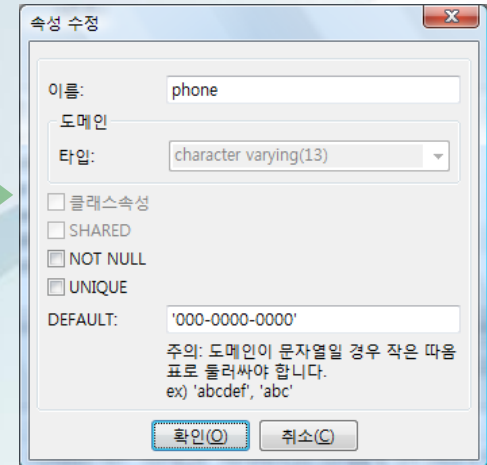 속성 수정
이름: phone
도메인
타입: character varying(13)
클래스속성
SHARED
NOT NULL
UNIQUE
DEFAULT: '000-0000-0000'
주의: 도메인이 문자열일 경우 작은 따옴
표로 둘러싸야 합니다.
ex) 'abcdef', 'abc'
확인(O) 취소(C)